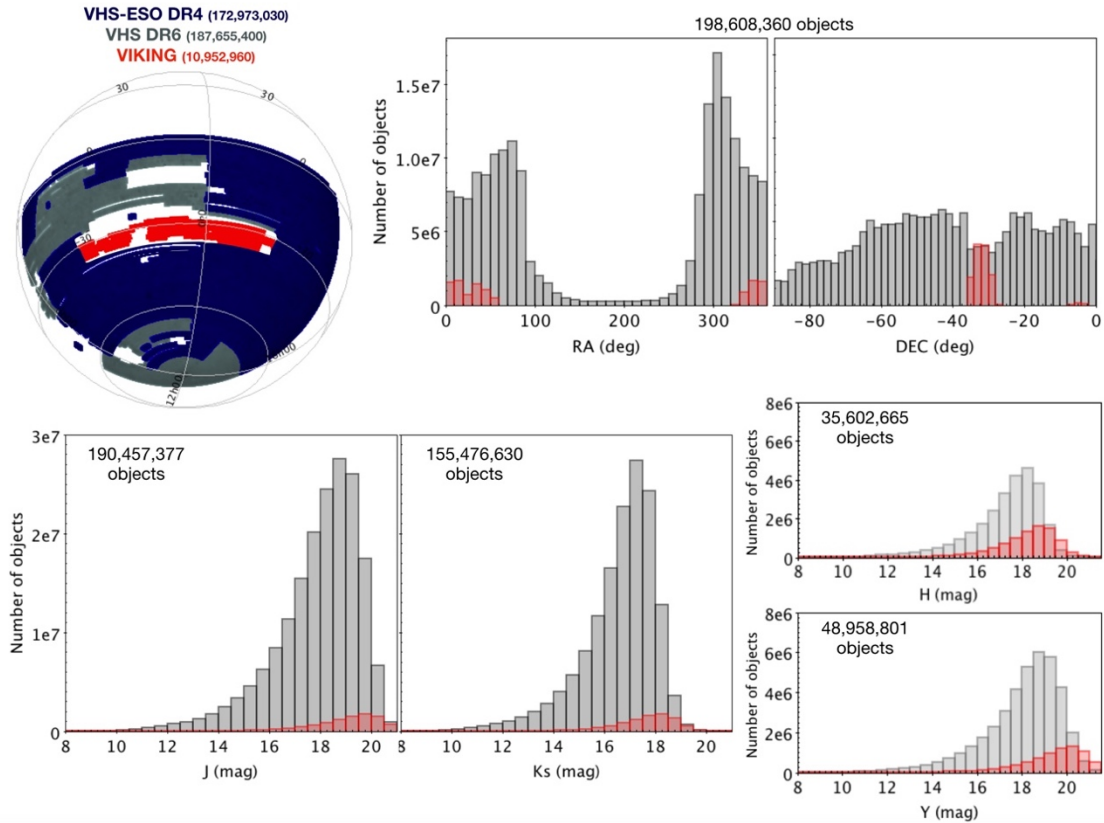 VHS-ESO DR4 (172,973,030)
VHS DR6 (187,655,400)
VIKING (10,952,960)
30
30
0
0
-30
12h00
198,608,360 objects
Number of objects
1.5e7
1.0e7
5e6
0
0 100 200 300
RA (deg)
−80 −60 −40 −20 0
DEC (deg)
190,457,377
objects
Number of objects
3e7
2e7
1e7
0
8 10 12 14 16 18 20
J (mag)
155,476,630
objects
8 10 12 14 16 18 20
Ks (mag)
35,602,665
objects
Number of objects
8e6
6e6
4e6
2e6
0
8 10 12 14 16 18 20
H (mag)
48,958,801
objects
Number of objects
8e6
6e6
4e6
2e6
0
8 10 12 14 16 18 20
Y (mag)